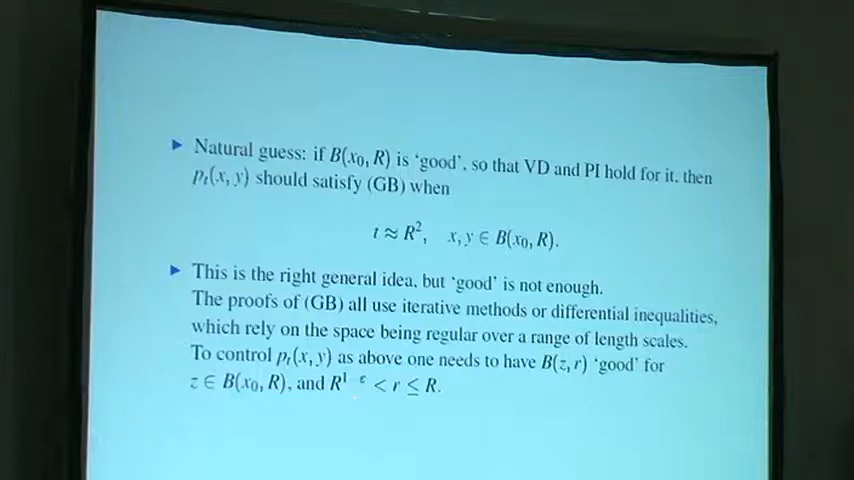 ▶ Natural guess: if B(x₀, R) is ‘good’, so that VD and PI hold for it, then
pₜ(x, y) should satisfy (GB) when
t ≈ R², x, y ∈ B(x₀, R).
▶ This is the right general idea, but ‘good’ is not enough.
The proofs of (GB) all use iterative methods or differential inequalities,
which rely on the space being regular over a range of length scales.
To control pₜ(x, y) as above one needs to have B(z, r) ‘good’ for
z ∈ B(x₀, R), and R¹⁻ᵋ < r ≤ R.